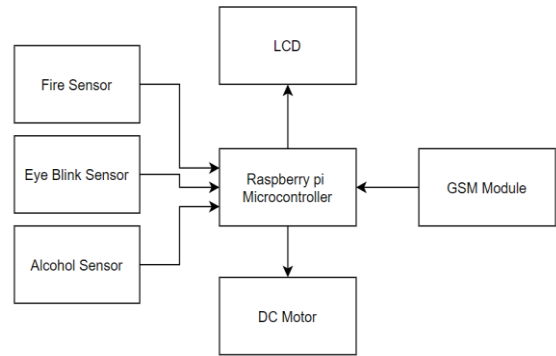 LCD
Fire Sensor
Eye Blink Sensor
Raspberry pi
Microcontroller
GSM Module
Alcohol Sensor
DC Motor